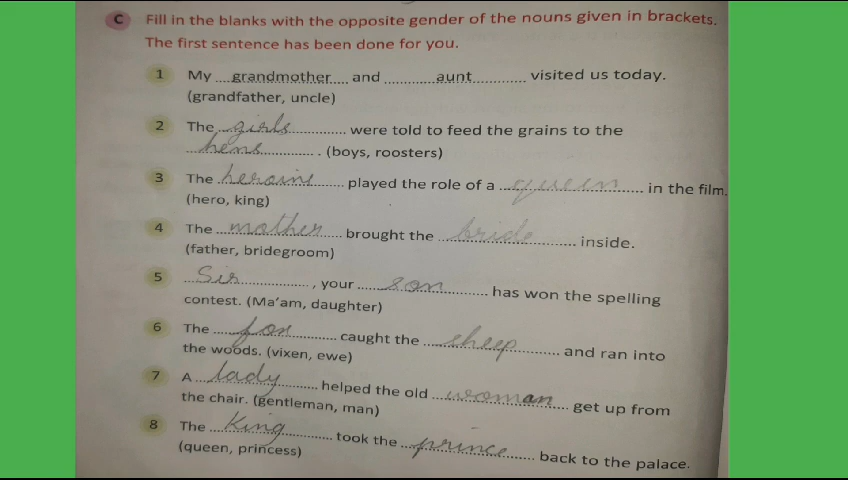 C Fill in the blanks with the opposite gender of the nouns given in brackets.
The first sentence has been done for you.
1 My ....grandmother.... and ............aunt............ visited us today.
(grandfather, uncle)
2 The ...girls............... were told to feed the grains to the
...hens............... . (boys, roosters)
3 The heroine....... played the role of a ...queen....... in the film.
(hero, king)
4 The ...mother...... brought the ...bride............ inside.
(father, bridegroom)
5 ...Sir.................. , your ......son............ has won the spelling
contest. (Ma'am, daughter)
6 The ......fox............ caught the ...sheep............ and ran into
the woods. (vixen, ewe)
7 A ...lady............ helped the old ...woman.... get up from
the chair. (gentleman, man)
8 The ...King............ took the ...prince......... back to the palace.
(queen, princess)